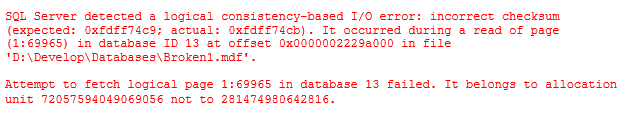 SQL Server detected a logical consistency-based I/O error: incorrect checksum
(expected: 0xfdff74c9; actual: 0xfdff74cb). It occurred during a read of page
(1:69965) in database ID 13 at offset 0x0000002229a000 in file
'D:\Develop\Databases\Broken1.mdf'.
Attempt to fetch logical page 1:69965 in database 13 failed. It belongs to allocation
unit 72057594049069056 not to 281474980642816.